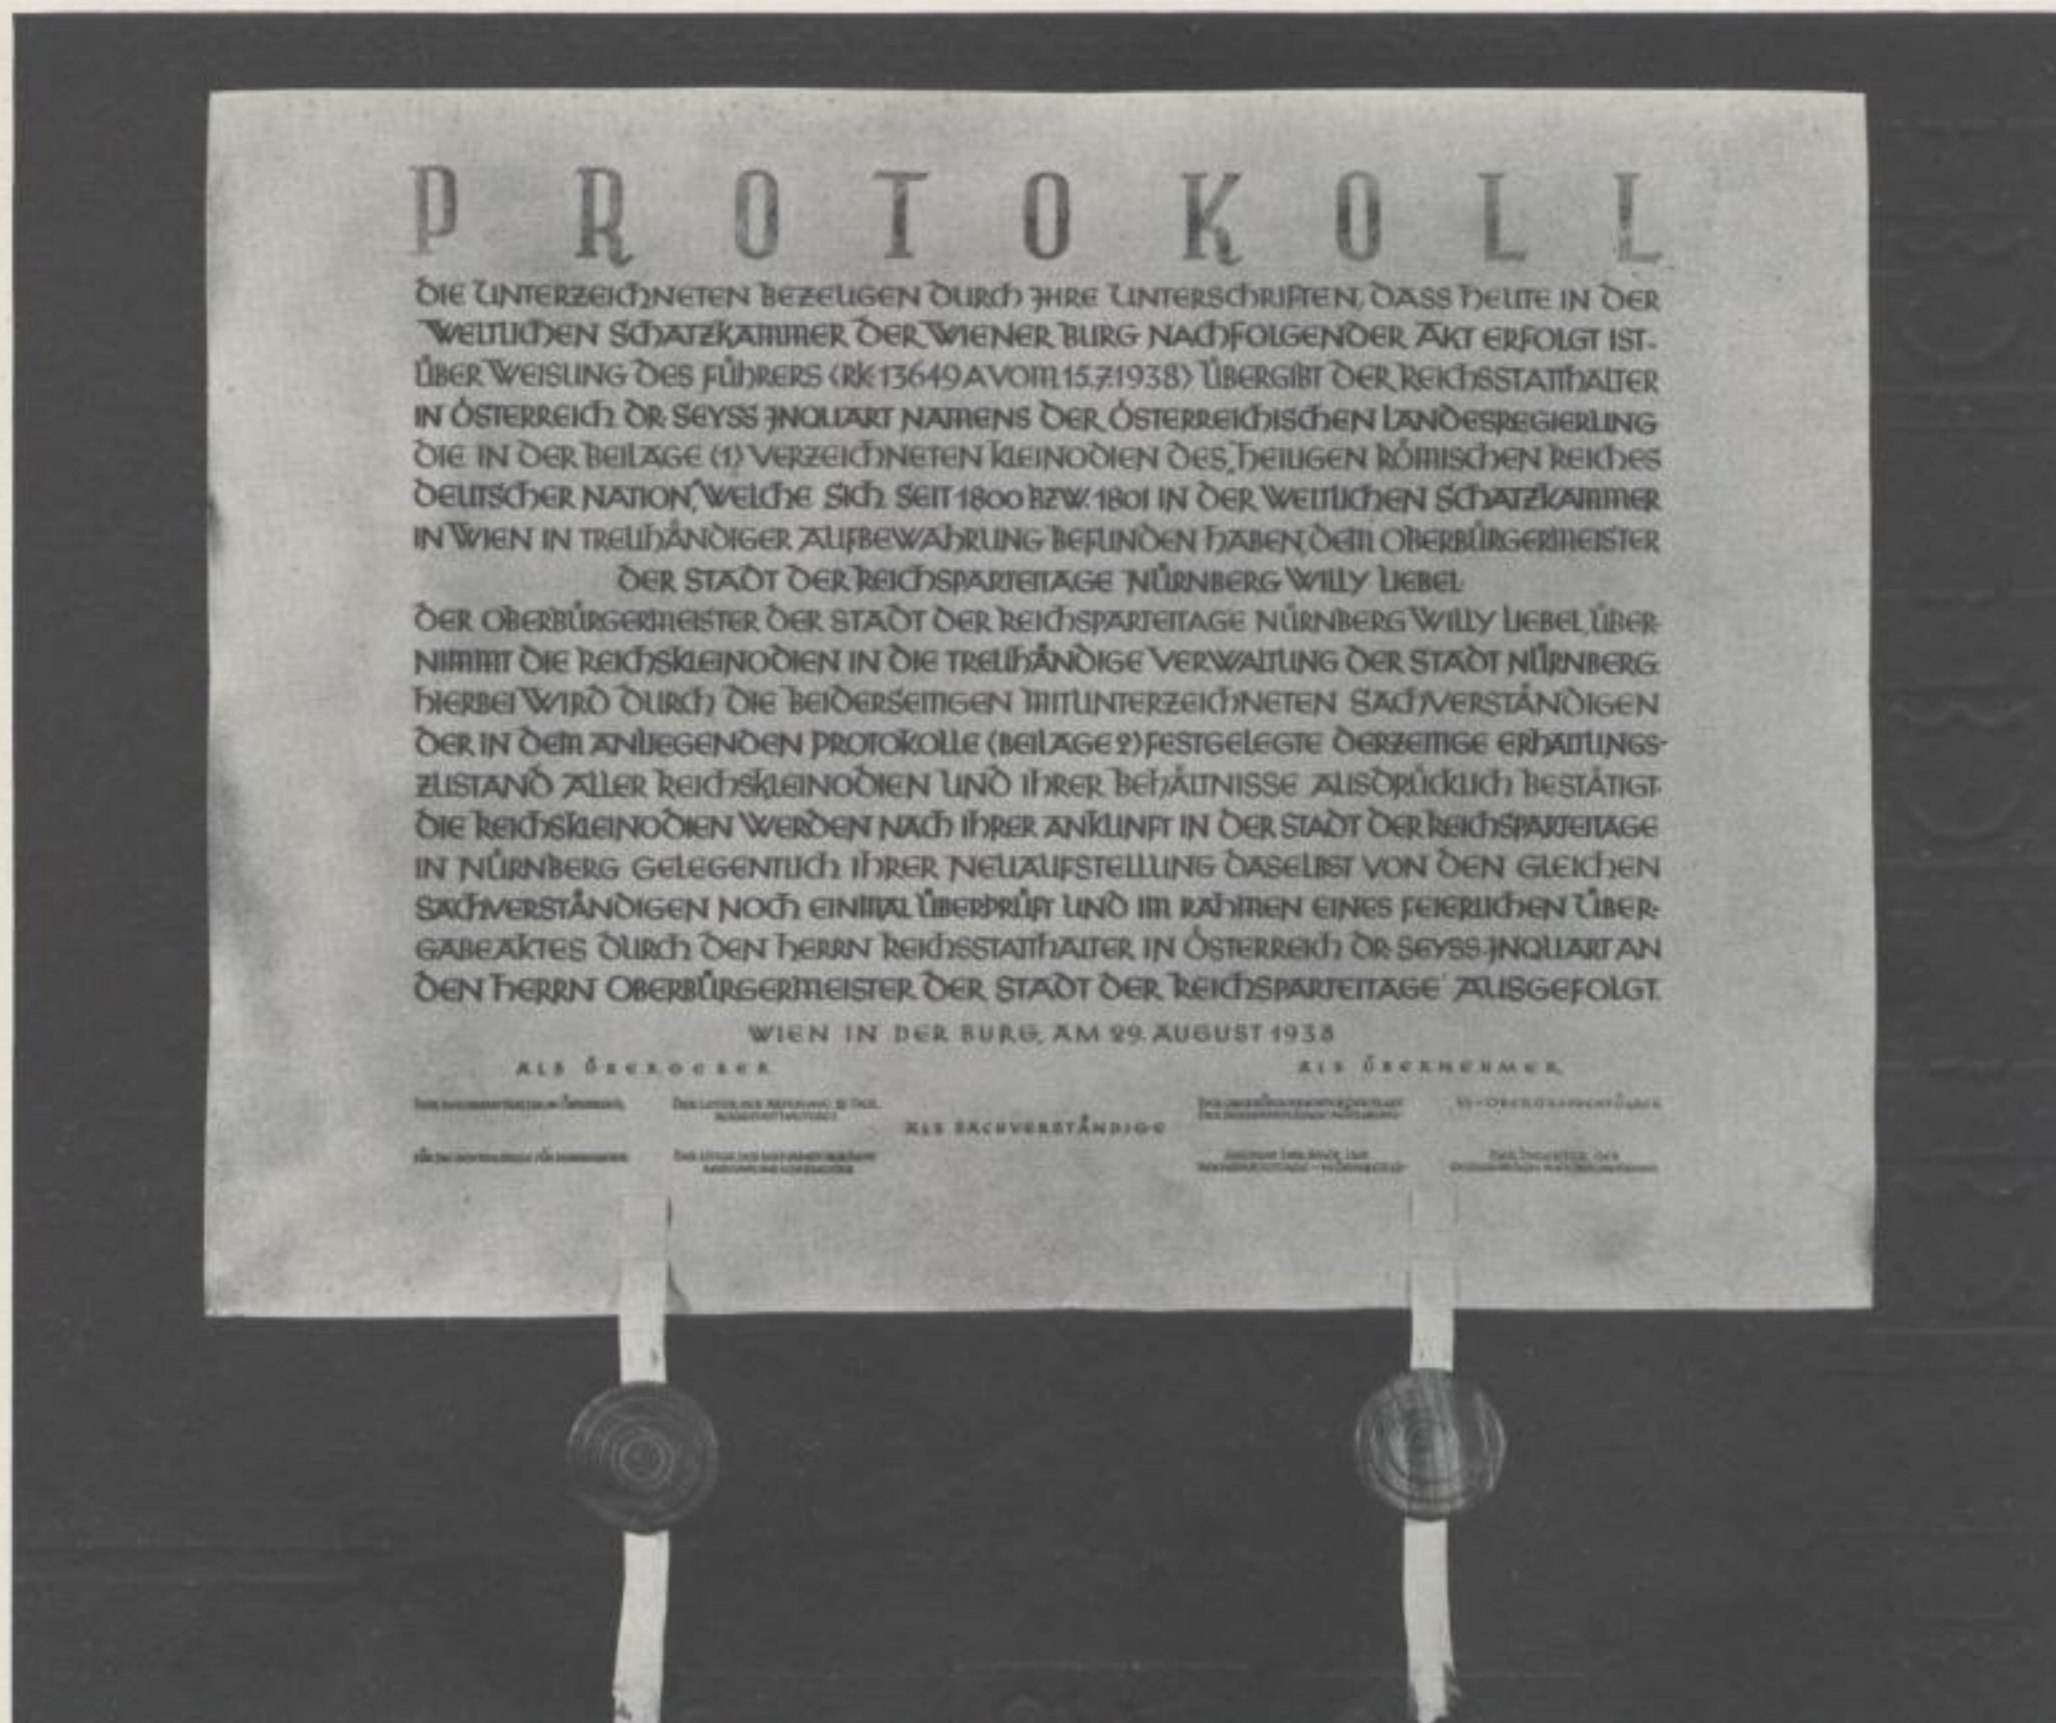 PROTOKOLL
DIE UNTERZEICHNETEN BEZEUGEN DURCH JHRE UNTERSCHRIFTEN, DASS HEUTE IN DER
WELTLICHEN SCHATZKAMMER DER WIENER BURG NACHFOLGENDER AKT ERFOLGT IST.
ÜBER WEISUNG DES FÜHRERS (RK 13649 A VOM 15.7.1938) ÜBERGIBT DER REICHSSTATTHALTER
IN ÖSTERREICH DR. SEYSS JNQUART NAMENS DER ÖSTERREICHISCHEN LANDESREGIERUNG
DIE IN DER BEILAGE (1) VERZEICHNETEN KLEINODIEN DES „HEILIGEN RÖMISCHEN REICHES
DEUTSCHER NATION", WELCHE SICH SEIT 1800 BZW. 1801 IN DER WELTLICHEN SCHATZKAMMER
IN WIEN IN TREUHÄNDIGER AUFBEWAHRUNG BEFUNDEN HABEN, DEM OBERBÜRGERMEISTER
DER STADT DER REICHSPARTEITAGE NÜRNBERG WILLY LIEBEL
DER OBERBÜRGERMEISTER DER STADT DER REICHSPARTEITAGE NÜRNBERG WILLY LIEBEL, ÜBER-
NIMMT DIE REICHSKLEINODIEN IN DIE TREUHÄNDIGE VERWALTUNG DER STADT NÜRNBERG.
HIERBEI WIRD DURCH DIE BEIDERSEITIGEN MITUNTERZEICHNETEN SACHVERSTÄNDIGEN
DER IN DEM ANLIEGENDEN PROTOKOLLE (BEILAGE 2) FESTGELEGTE DERZEITIGE ERHALTUNGS-
ZUSTAND ALLER REICHSKLEINODIEN UND IHRER BEHÄLTNISSE AUSDRÜCKLICH BESTÄTIGT.
DIE REICHSKLEINODIEN WERDEN NACH IHRER ANKUNFT IN DER STADT DER REICHSPARTEITAGE
IN NÜRNBERG GELEGENTLICH IHRER NEUAUFSTELLUNG DASELBST VON DEN GLEICHEN
SACHVERSTÄNDIGEN NOCH EINMAL ÜBERPRÜFT UND IM RAHMEN EINES FEIERLICHEN ÜBER-
GABEAKTES DURCH DEN HERRN REICHSSTATTHALTER IN ÖSTERREICH DR. SEYSS-JNQUART AN
DEN HERRN OBERBÜRGERMEISTER DER STADT DER REICHSPARTEITAGE AUSGEFOLGT.
WIEN IN DER BURG, AM 29. AUGUST 1938
ALS ÜBERGEBER
ALS ÜBERNEHMER
ALS SACHVERSTÄNDIGE